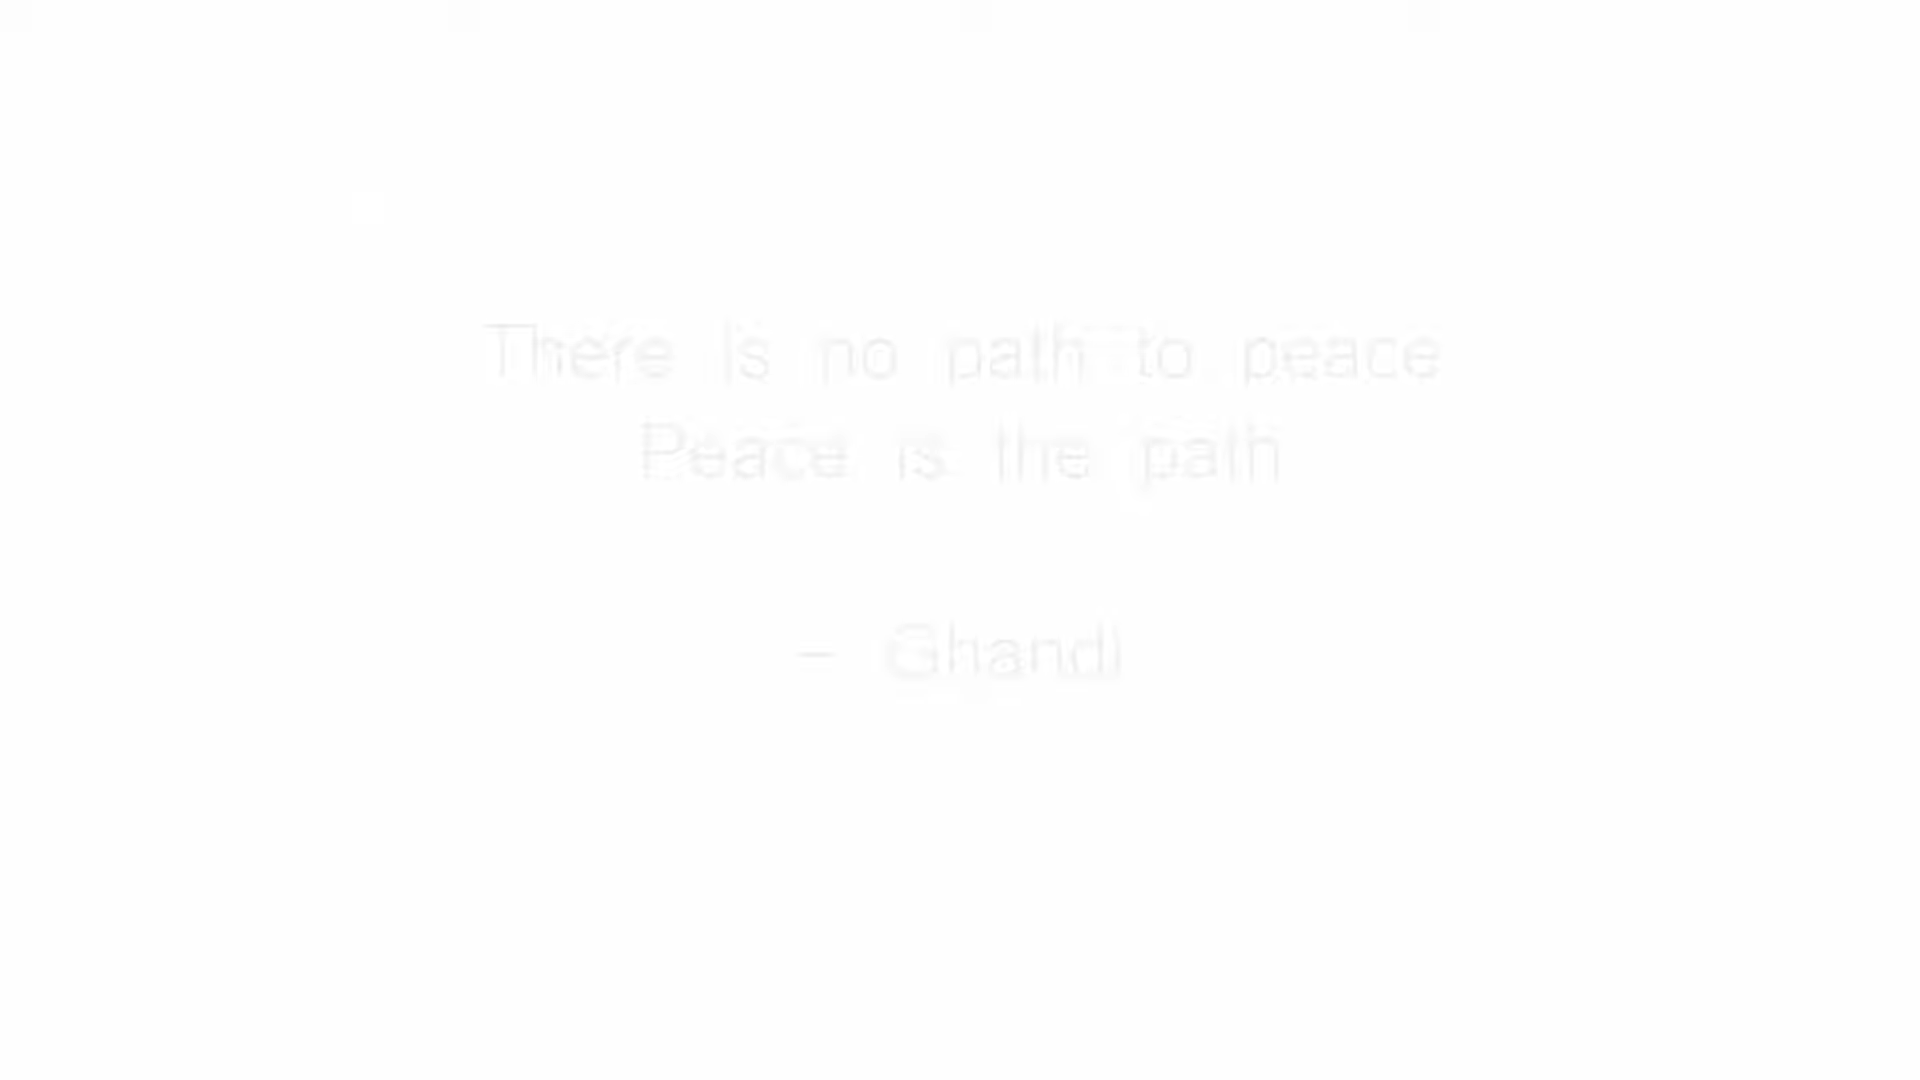 There is no path to peace
Peace is the path
- Ghandi